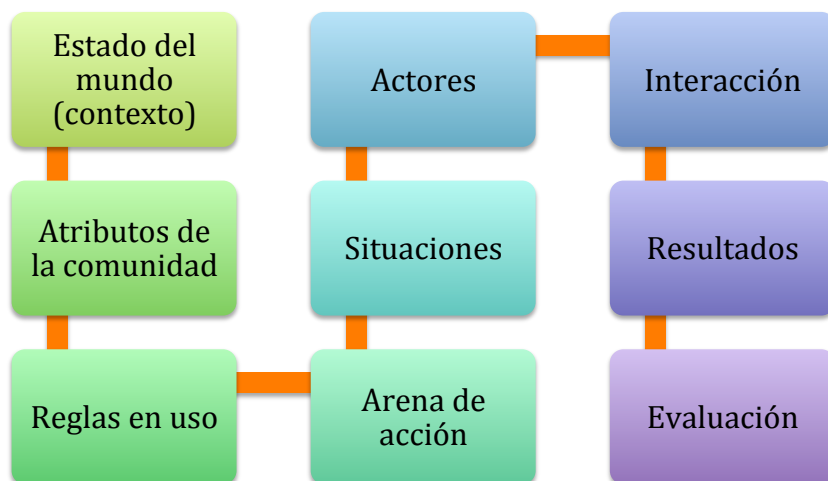 Estado del
mundo
(contexto)
Atributos de
la comunidad
Reglas en uso
Arena de
acción
Situaciones
Actores
Interacción
Resultados
Evaluación